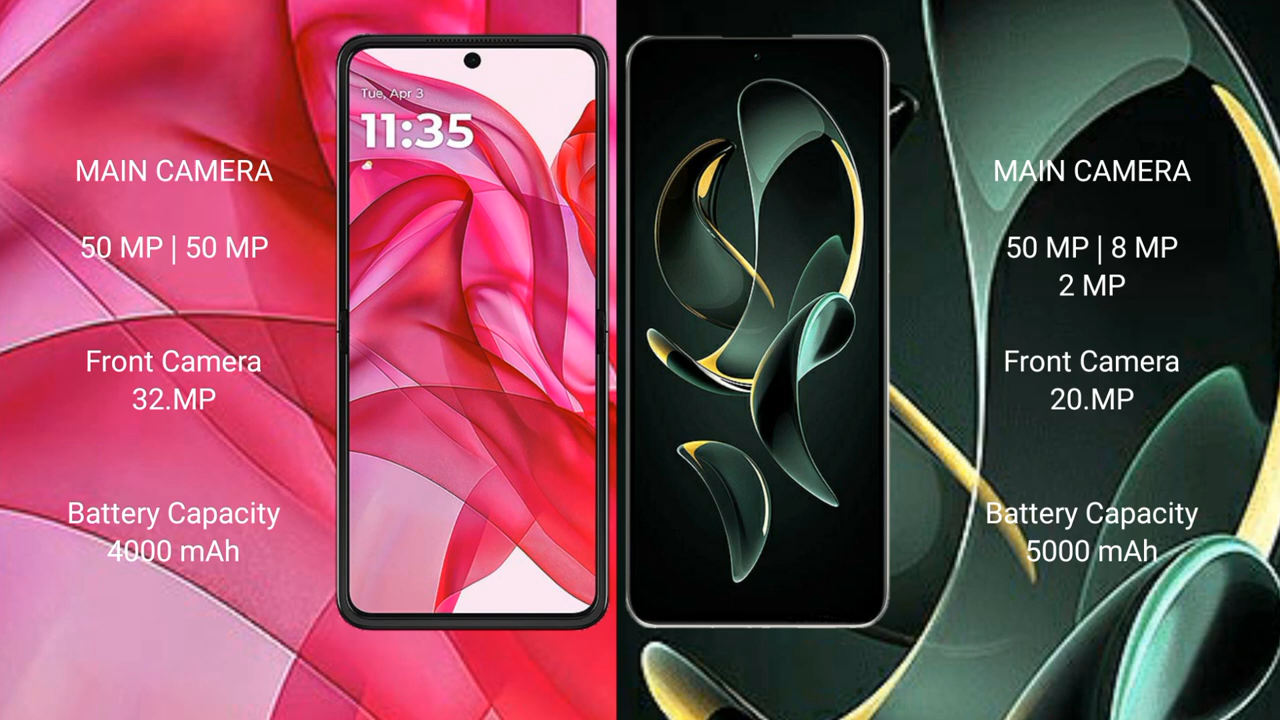 MAIN CAMERA
50 MP | 50 MP
Front Camera
32.MP
Battery Capacity
4000 mAh
Tue, Apr 3
11:35
MAIN CAMERA
50 MP | 8 MP
2 MP
Front Camera
20.MP
Battery Capacity
5000 mAh